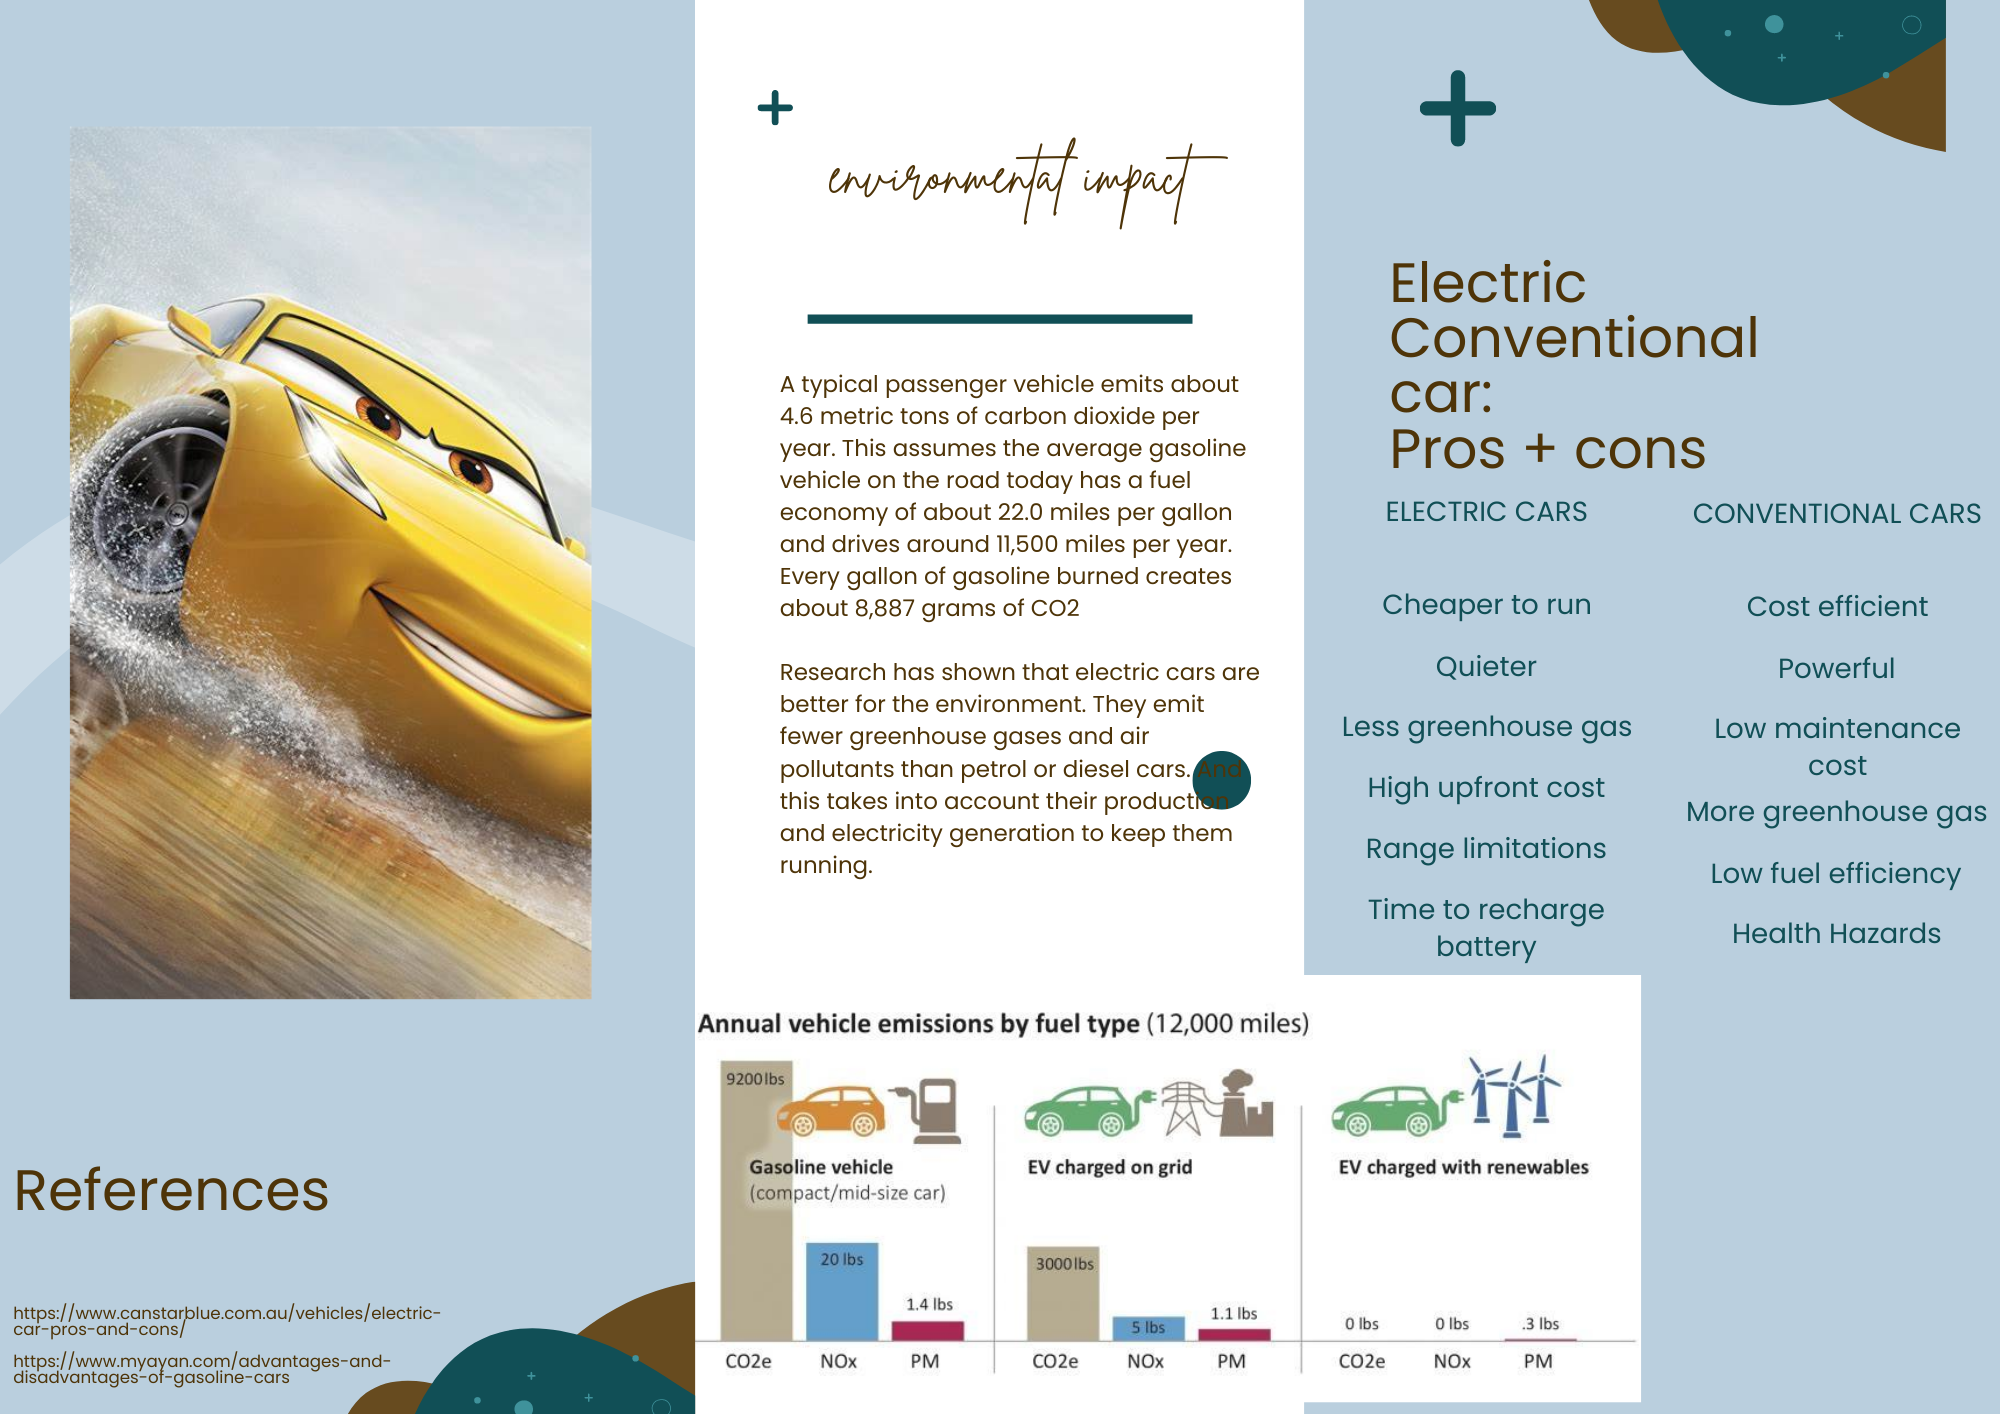 References
https://www.canstarblue.com.au/vehicles/electric-
car-pros-and-cons/
https://www.myayan.com/advantages-and-
disadvantages-of-gasoline-cars
environmental impact
A typical passenger vehicle emits about
4.6 metric tons of carbon dioxide per
year. This assumes the average gasoline
vehicle on the road today has a fuel
economy of about 22.0 miles per gallon
and drives around 11,500 miles per year.
Every gallon of gasoline burned creates
about 8,887 grams of CO2
Research has shown that electric cars are
better for the environment. They emit
fewer greenhouse gases and air
pollutants than petrol or diesel cars. And
this takes into account their production
and electricity generation to keep them
running.
Electric
Conventional
car:
Pros + cons
ELECTRIC CARS
Cheaper to run
Quieter
Less greenhouse gas
High upfront cost
Range limitations
Time to recharge
battery
CONVENTIONAL CARS
Cost efficient
Powerful
Low maintenance
cost
More greenhouse gas
Low fuel efficiency
Health Hazards
Annual vehicle emissions by fuel type (12,000 miles)
9200 lbs
Gasoline vehicle
(compact/mid-size car)
20 lbs
1.4 lbs
CO2e NOx PM
EV charged on grid
3000 lbs
5 lbs
1.1 lbs
CO2e NOx PM
EV charged with renewables
0 lbs 0 lbs .3 lbs
CO2e NOx PM